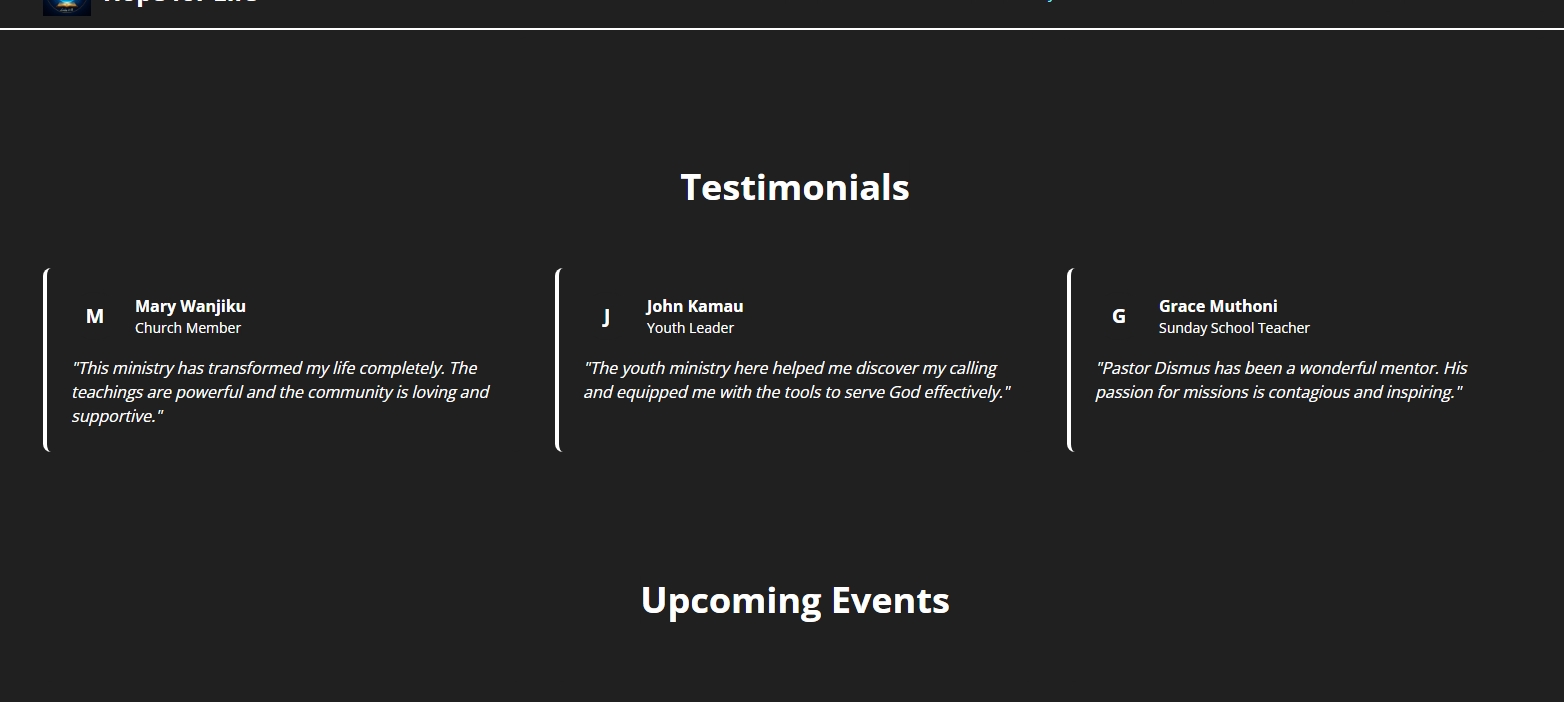 Hope for Life
Testimonials
M
Mary Wanjiku
Church Member
"This ministry has transformed my life completely. The
teachings are powerful and the community is loving and
supportive."
J
John Kamau
Youth Leader
"The youth ministry here helped me discover my calling
and equipped me with the tools to serve God effectively."
G
Grace Muthoni
Sunday School Teacher
"Pastor Dismus has been a wonderful mentor. His
passion for missions is contagious and inspiring."
Upcoming Events